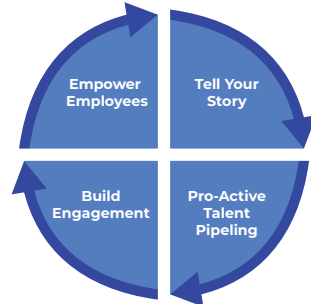 Empower
Employees
Tell Your
Story
Build
Engagement
Pro-Active
Talent
Pipeling